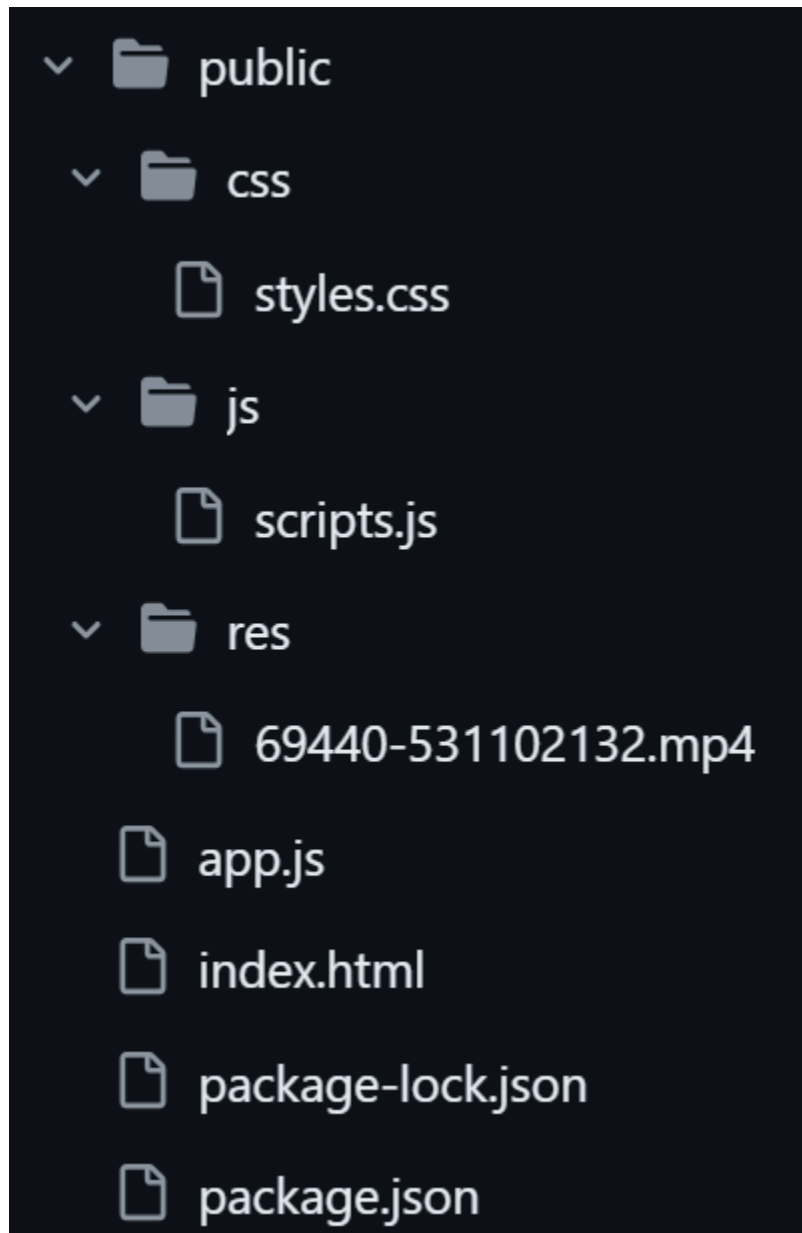 public
css
styles.css
js
scripts.js
res
69440-531102132.mp4
app.js
index.html
package-lock.json
package.json